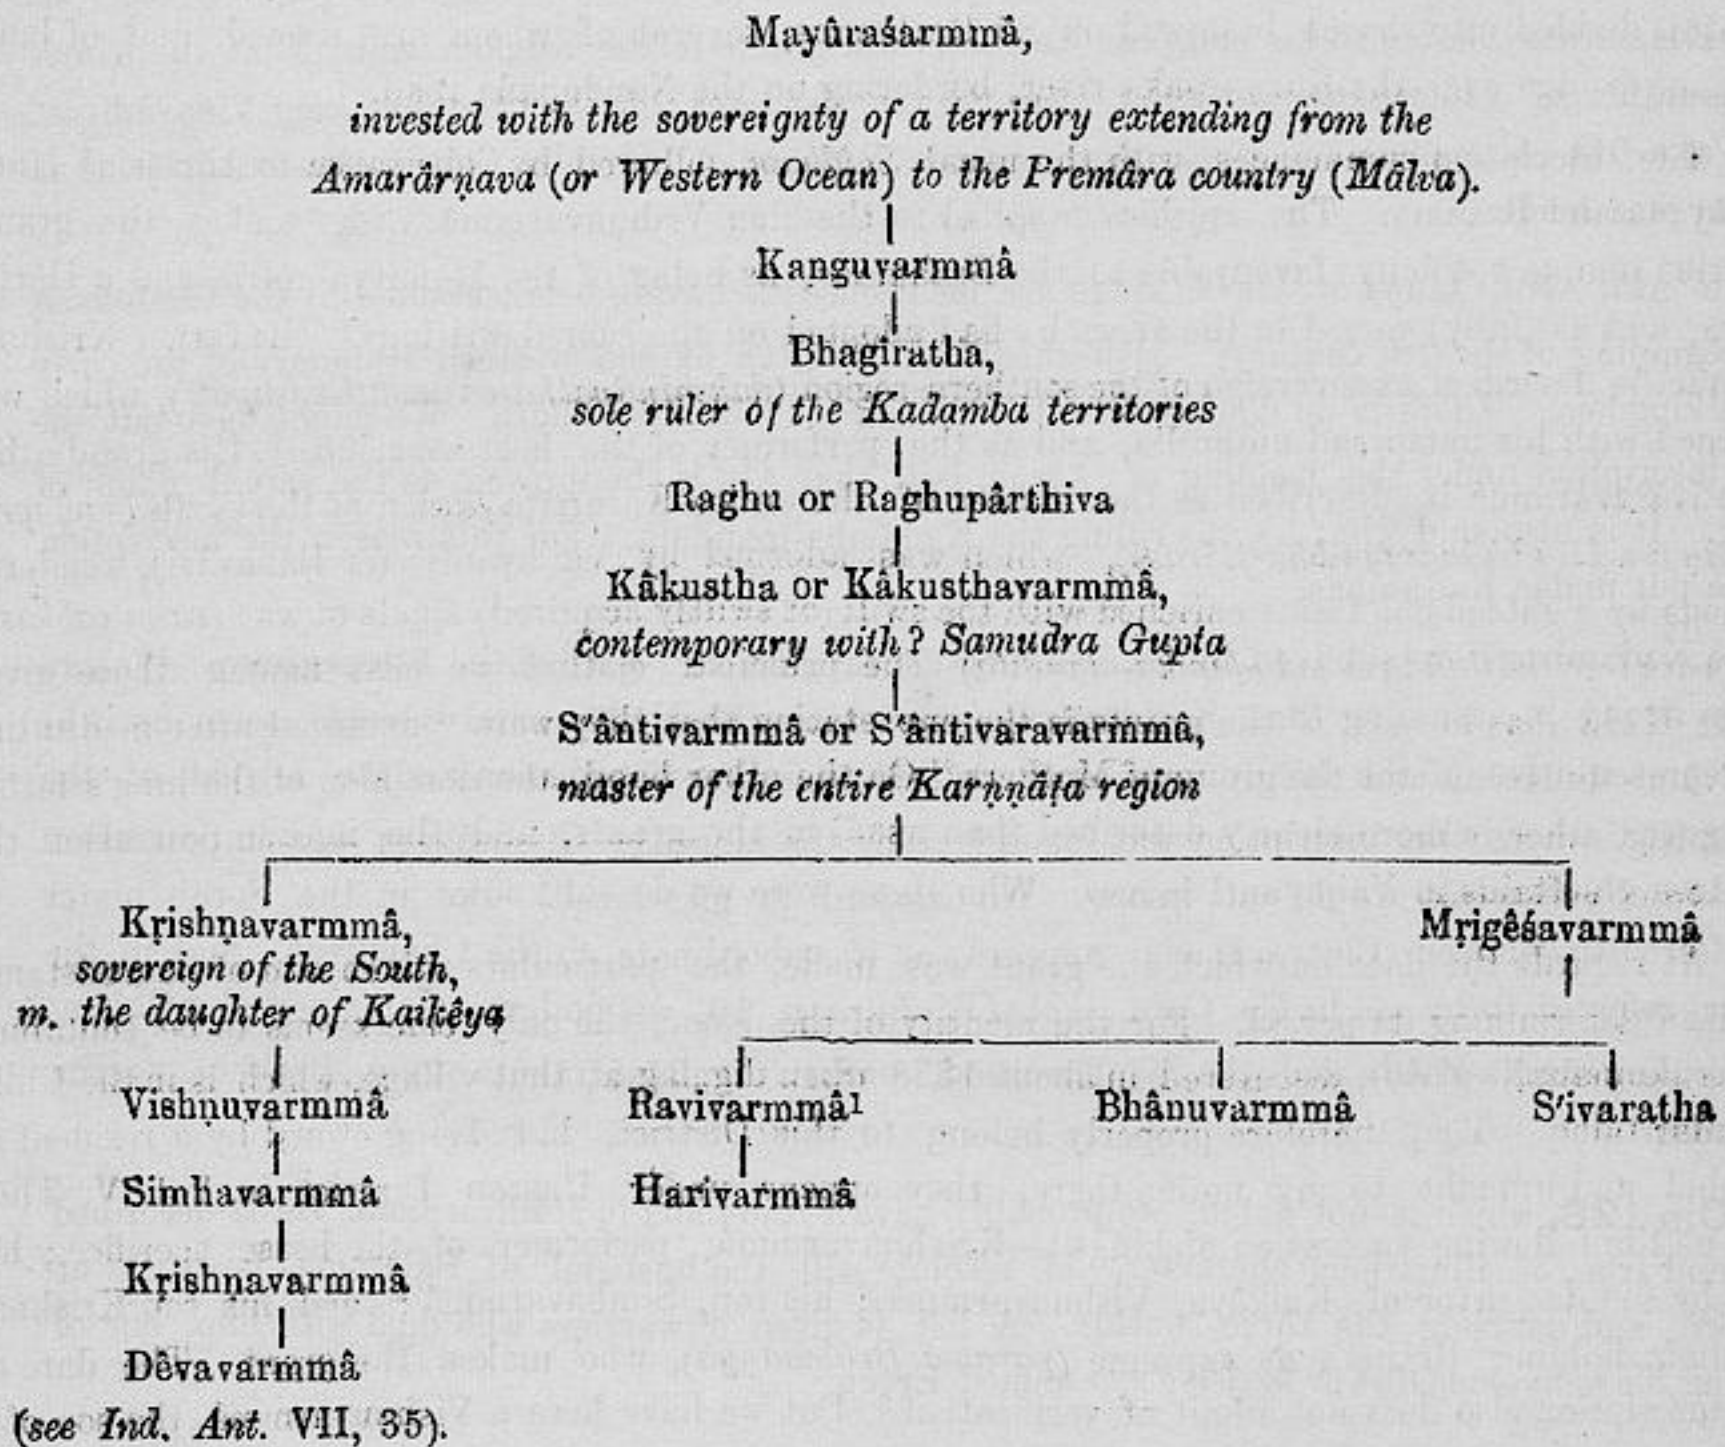 Mayûraśarmmâ,
invested with the sovereignty of a territory extending from the
Amarârṇava (or Western Ocean) to the Premâra country (Mâlva).
Kanguvarmmâ
Bhagîratha,
sole ruler of the Kadamba territories
Raghu or Raghupârthiva
Kâkustha or Kâkusthavarmmâ,
contemporary with ? Samudra Gupta
S'ântivarmmâ or S'ântivaravarmmâ,
master of the entire Karṇṇâṭa region
Kṛishṇavarmmâ, Mṛigêśavarmmâ
sovereign of the South,
m. the daughter of Kaikêya
Vishṇuvarmmâ Ravivarmmâ¹ Bhânuvarmmâ S'ivaratha
Simhavarmmâ Harivarmmâ
Kṛishṇavarmmâ
Dêvavarmmâ
(see Ind. Ant. VII, 35).